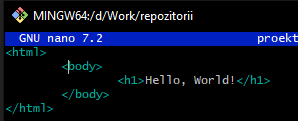 MINGW64:/d/Work/repozitorii
GNU nano 7.2 proekt
<html>
<body>
<h1>Hello, World!</h1>
</body>
</html>